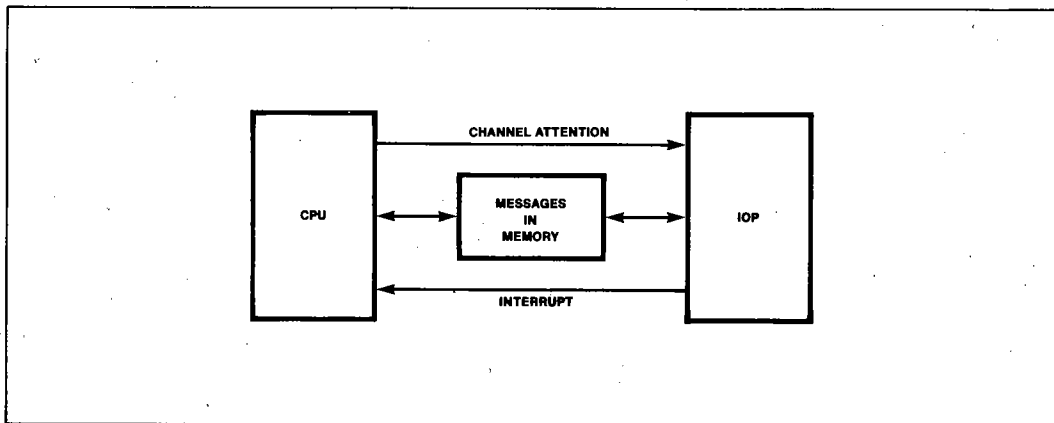 CHANNEL ATTENTION
CPU
MESSAGES
IN
MEMORY
IOP
INTERRUPT